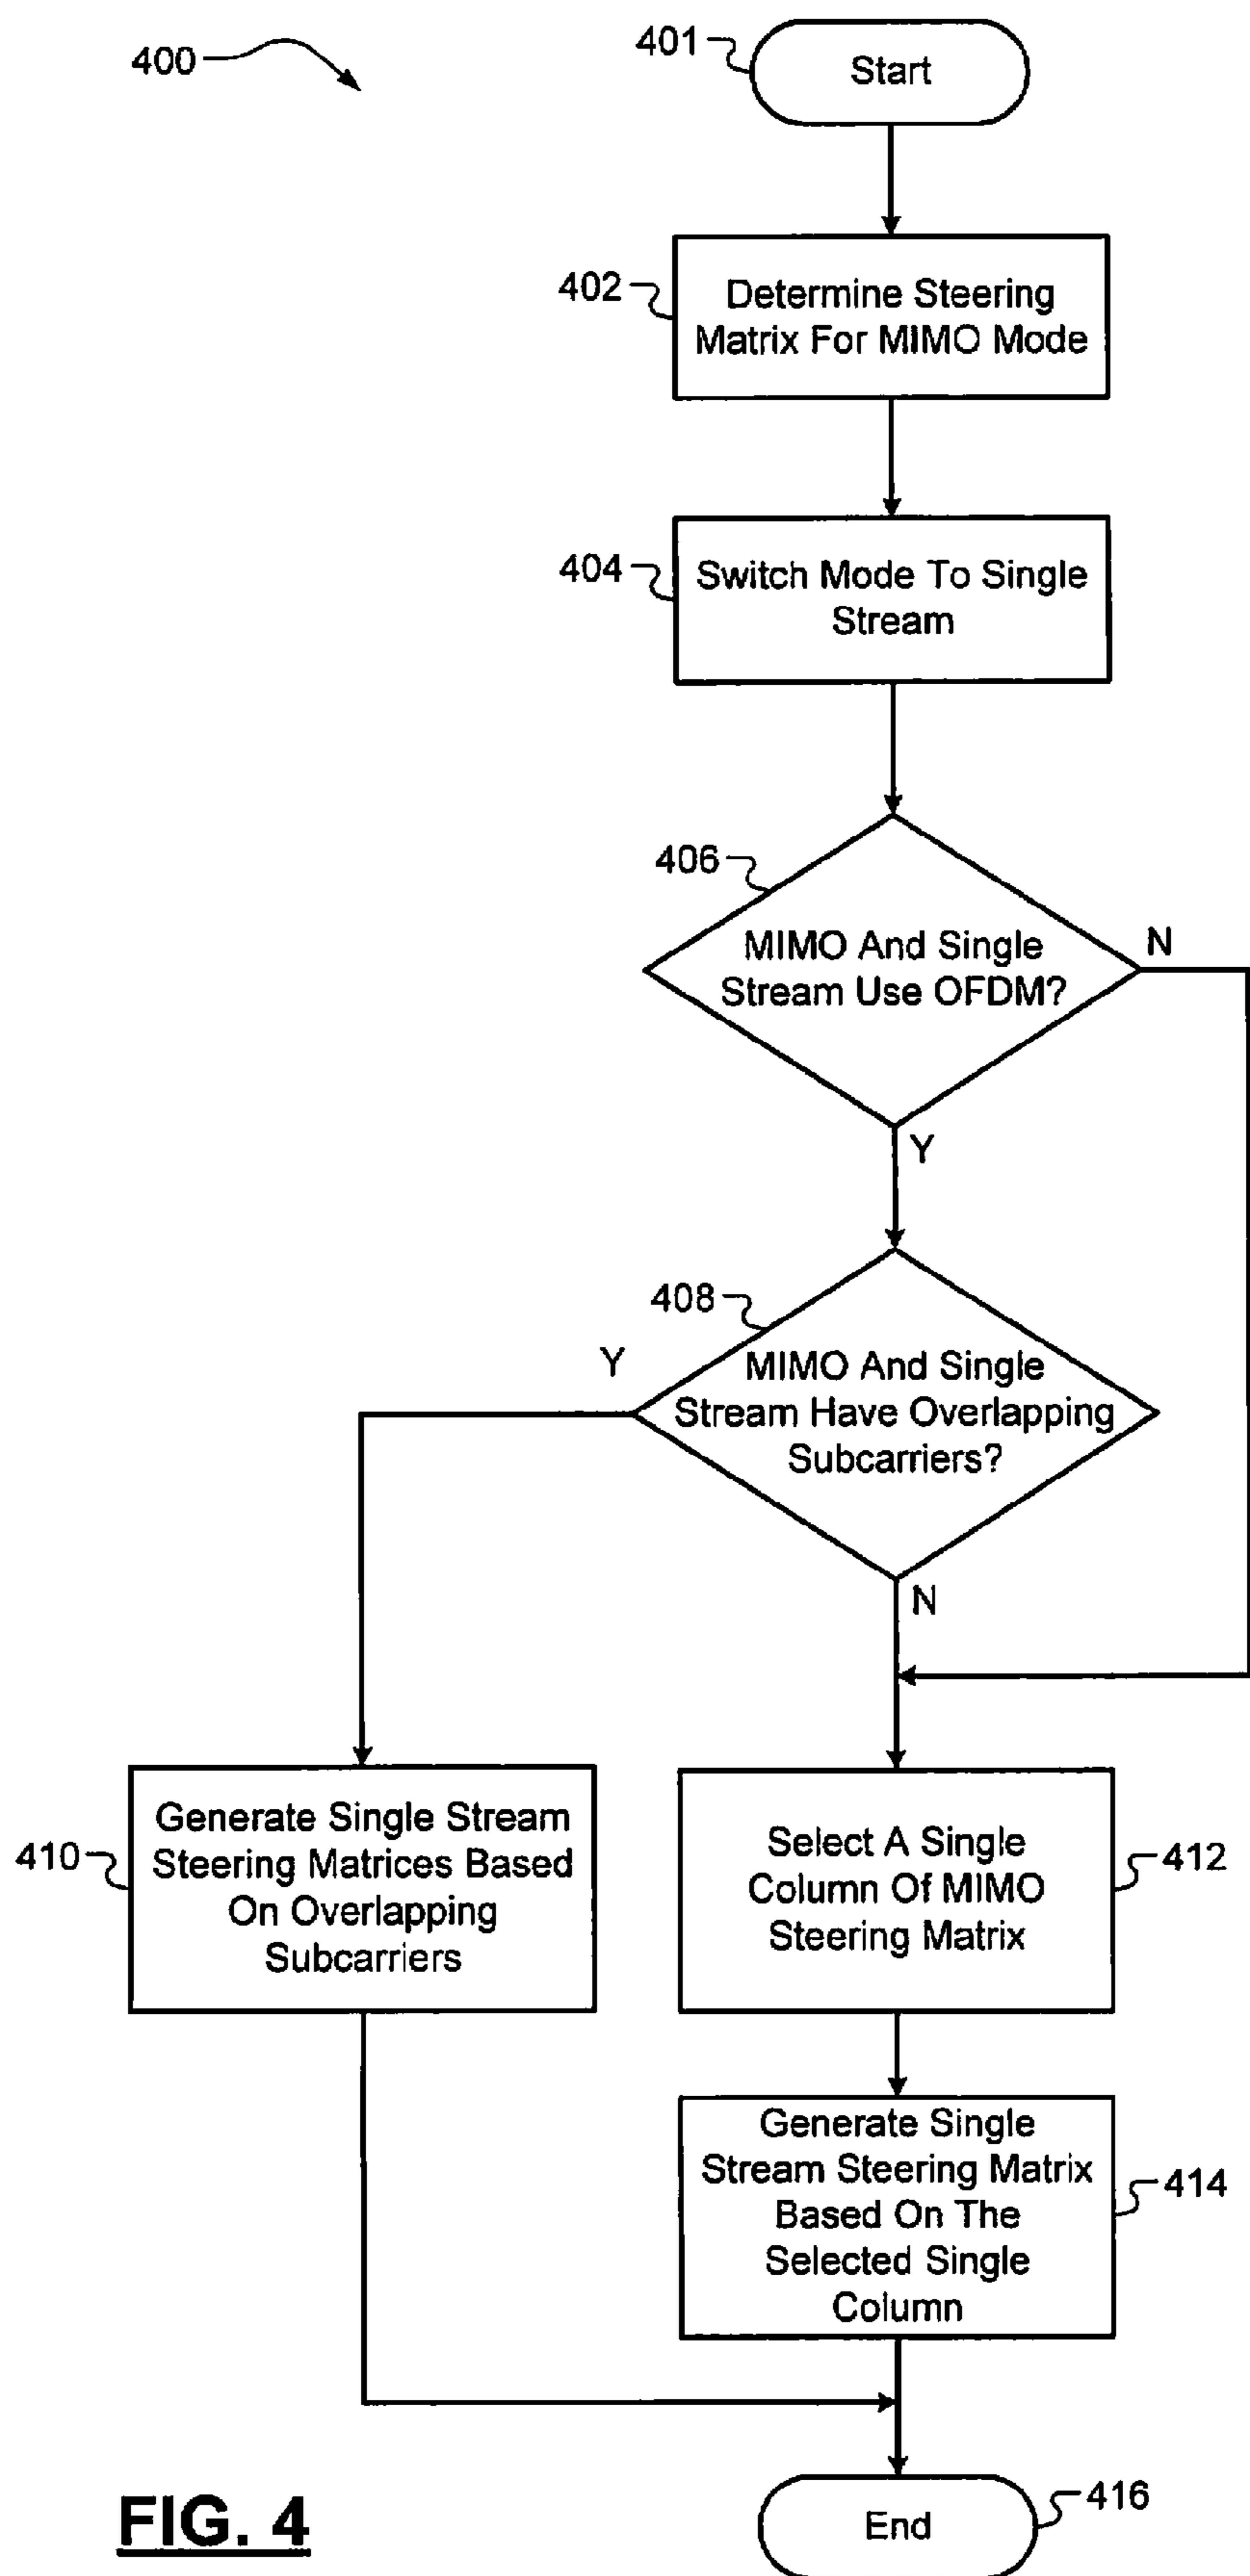 400
401
Start
402
Determine Steering
Matrix For MIMO Mode
404
Switch Mode To Single
Stream
406
MIMO And Single
Stream Use OFDM?
N
Y
408
MIMO And Single
Stream Have Overlapping
Subcarriers?
Y
N
410
Generate Single Stream
Steering Matrices Based
On Overlapping
Subcarriers
Select A Single
Column Of MIMO
Steering Matrix
412
Generate Single
Stream Steering Matrix
Based On The
Selected Single
Column
414
End
416
FIG. 4